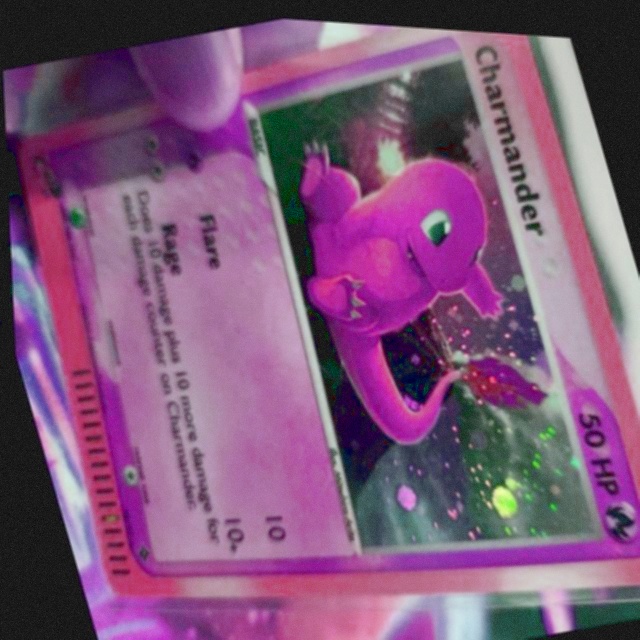 BASIC
Charmander
50 HP
Flare
10
Rage
10+
Does 10 damage plus 10 more damage for
each damage counter on Charmander.